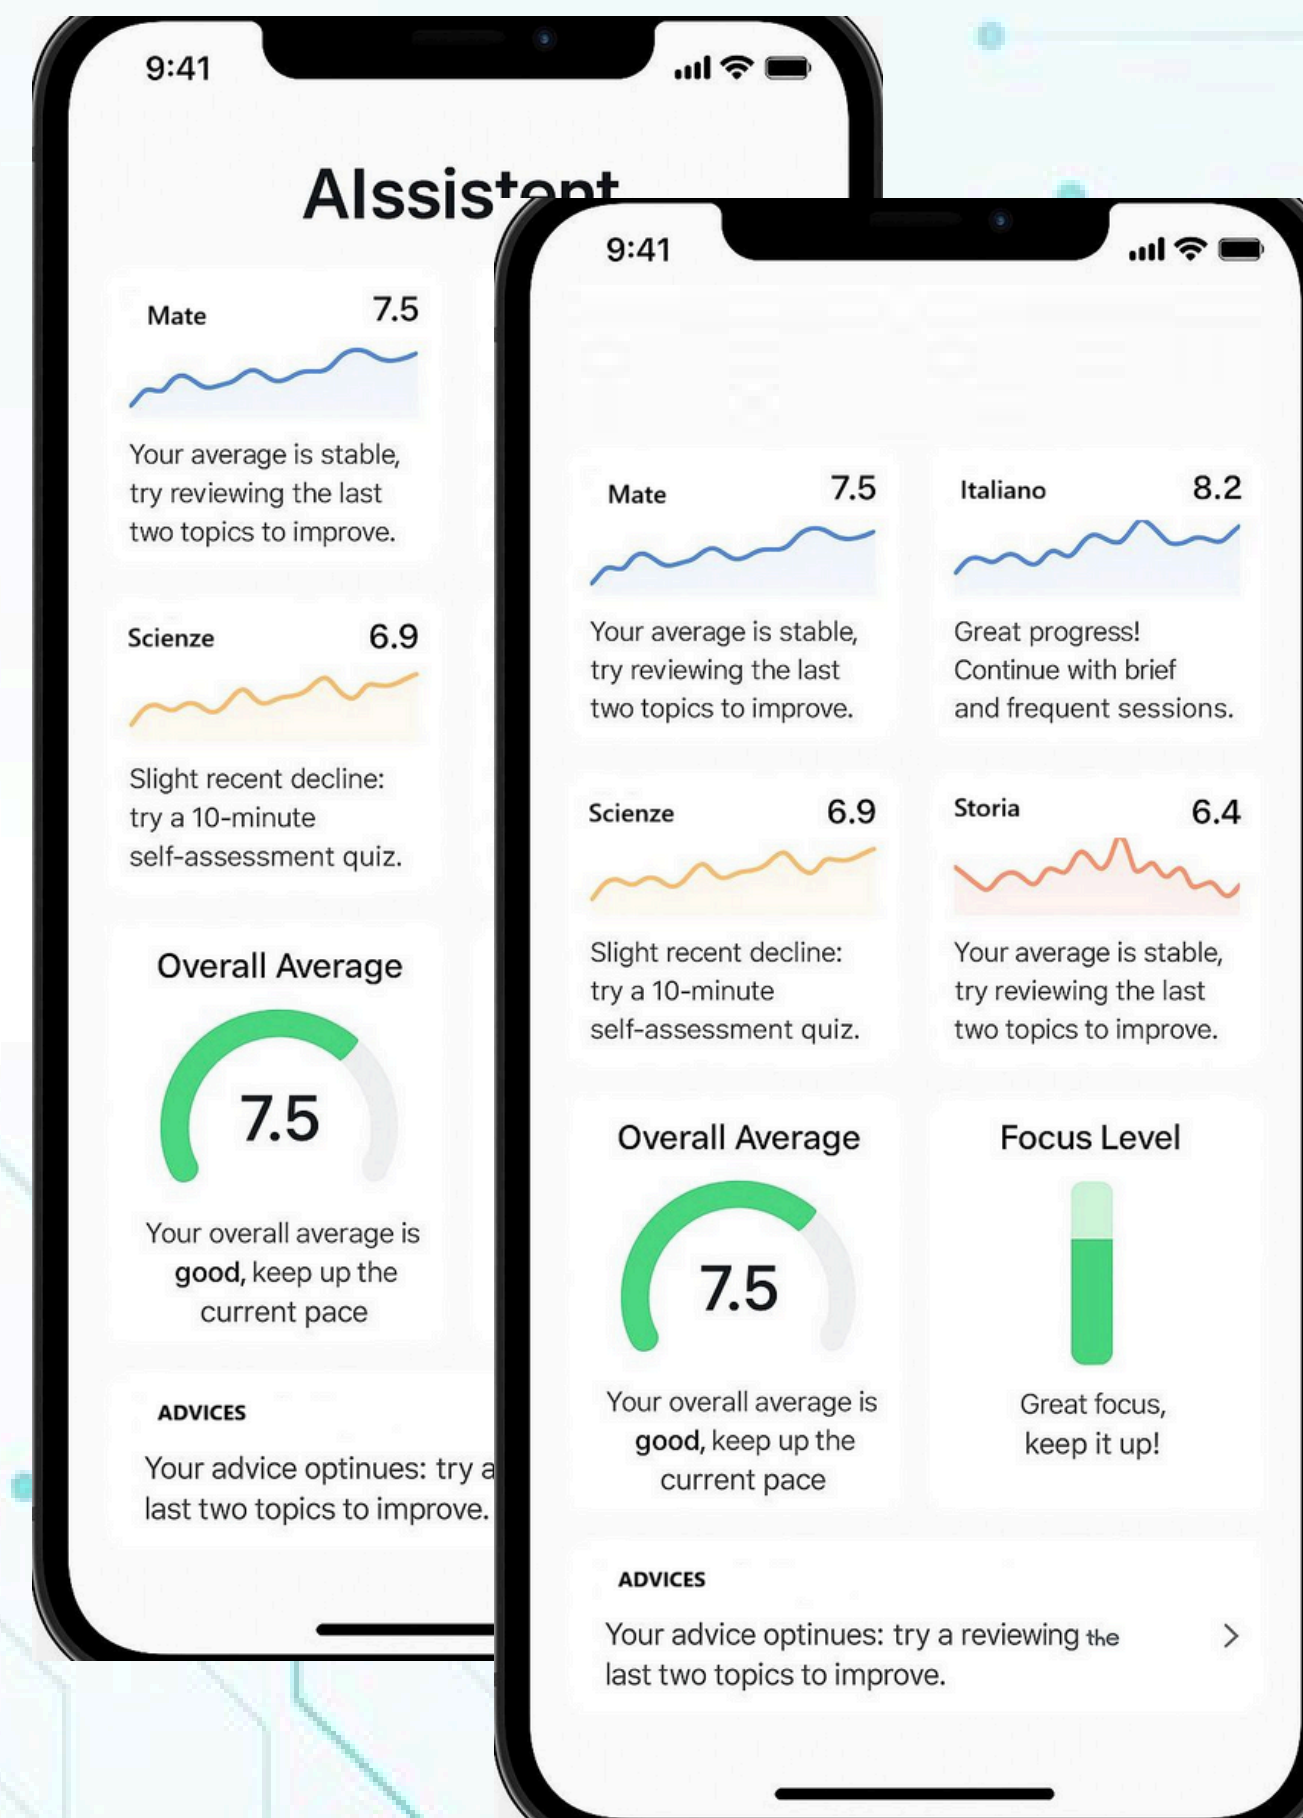 9:41
AIssistent
Mate 7.5
Your average is stable,
try reviewing the last
two topics to improve.
Scienze 6.9
Slight recent decline:
try a 10-minute
self-assessment quiz.
Overall Average
7.5
Your overall average is
good, keep up the
current pace
ADVICES
Your advice optinues: try a
last two topics to improve.
9:41
Mate 7.5
Your average is stable,
try reviewing the last
two topics to improve.
Italiano 8.2
Great progress!
Continue with brief
and frequent sessions.
Scienze 6.9
Slight recent decline:
try a 10-minute
self-assessment quiz.
Storia 6.4
Your average is stable,
try reviewing the last
two topics to improve.
Overall Average
7.5
Your overall average is
good, keep up the
current pace
Focus Level
Great focus,
keep it up!
ADVICES
Your advice optinues: try a reviewing the
last two topics to improve.